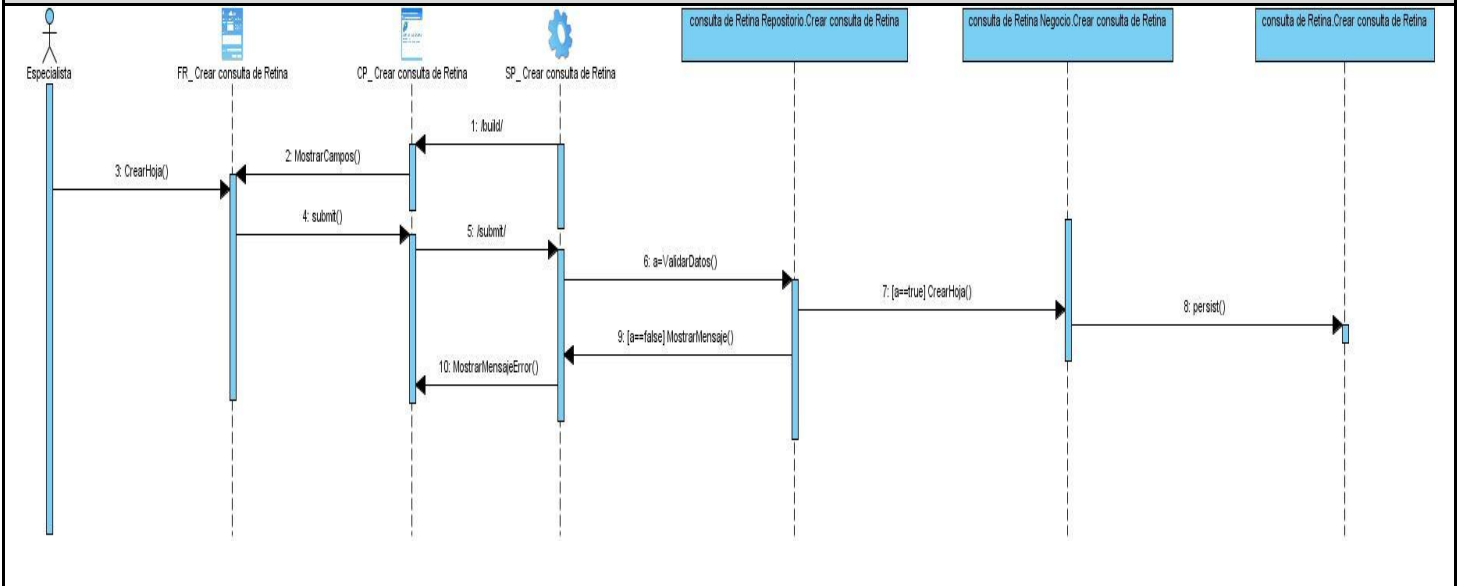 Especialista
FR_ Crear consulta de Retina
CP_ Crear consulta de Retina
SP_ Crear consulta de Retina
consulta de Retina Repositorio.Crear consulta de Retina
consulta de Retina Negocio.Crear consulta de Retina
consulta de Retina.Crear consulta de Retina
1: /build/
2: MostrarCampos()
3: CrearHoja()
4: submit()
5: /submit/
6: a=ValidarDatos()
7: [a==true] CrearHoja()
8: persist()
9: [a==false] MostrarMensaje()
10: MostrarMensajeError()